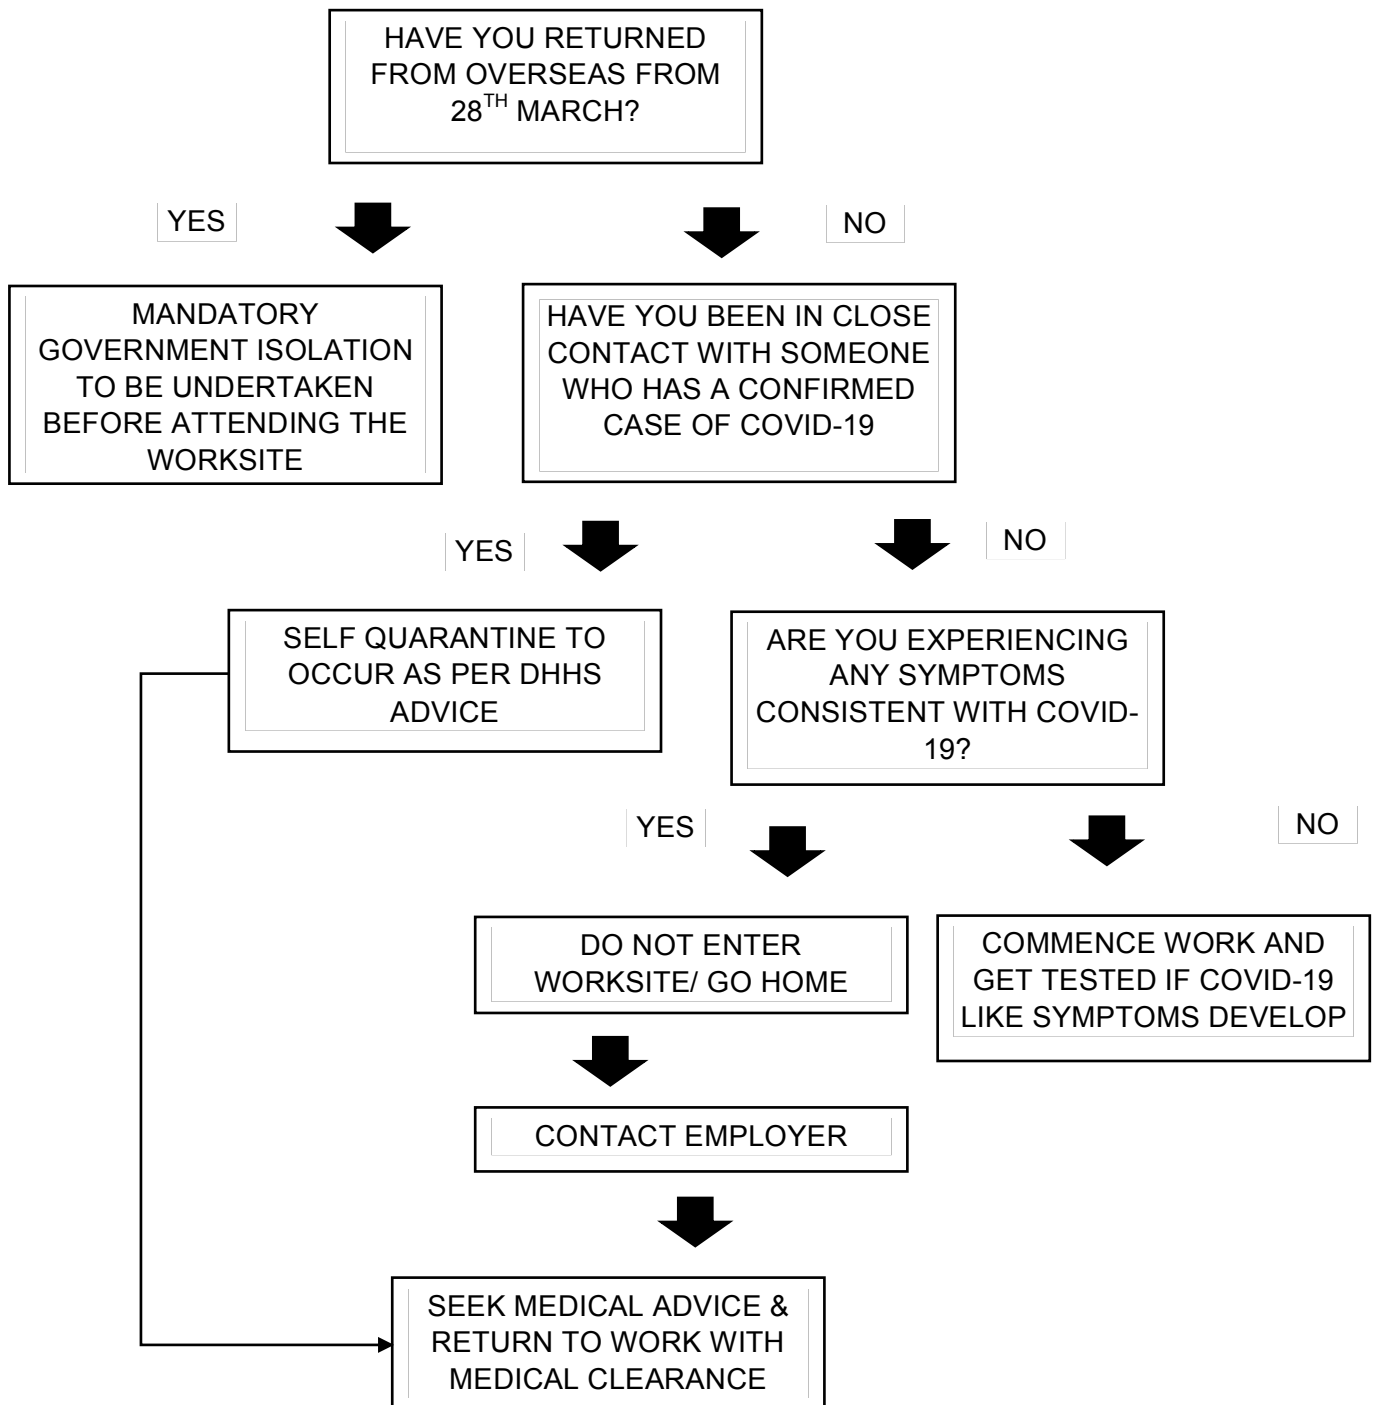 HAVE YOU RETURNED
FROM OVERSEAS FROM
28TH MARCH?
YES
NO
MANDATORY
GOVERNMENT ISOLATION
TO BE UNDERTAKEN
BEFORE ATTENDING THE
WORKSITE
HAVE YOU BEEN IN CLOSE
CONTACT WITH SOMEONE
WHO HAS A CONFIRMED
CASE OF COVID-19
YES
NO
SELF QUARANTINE TO
OCCUR AS PER DHHS
ADVICE
ARE YOU EXPERIENCING
ANY SYMPTOMS
CONSISTENT WITH COVID-
19?
YES
NO
DO NOT ENTER
WORKSITE/ GO HOME
COMMENCE WORK AND
GET TESTED IF COVID-19
LIKE SYMPTOMS DEVELOP
CONTACT EMPLOYER
SEEK MEDICAL ADVICE &
RETURN TO WORK WITH
MEDICAL CLEARANCE